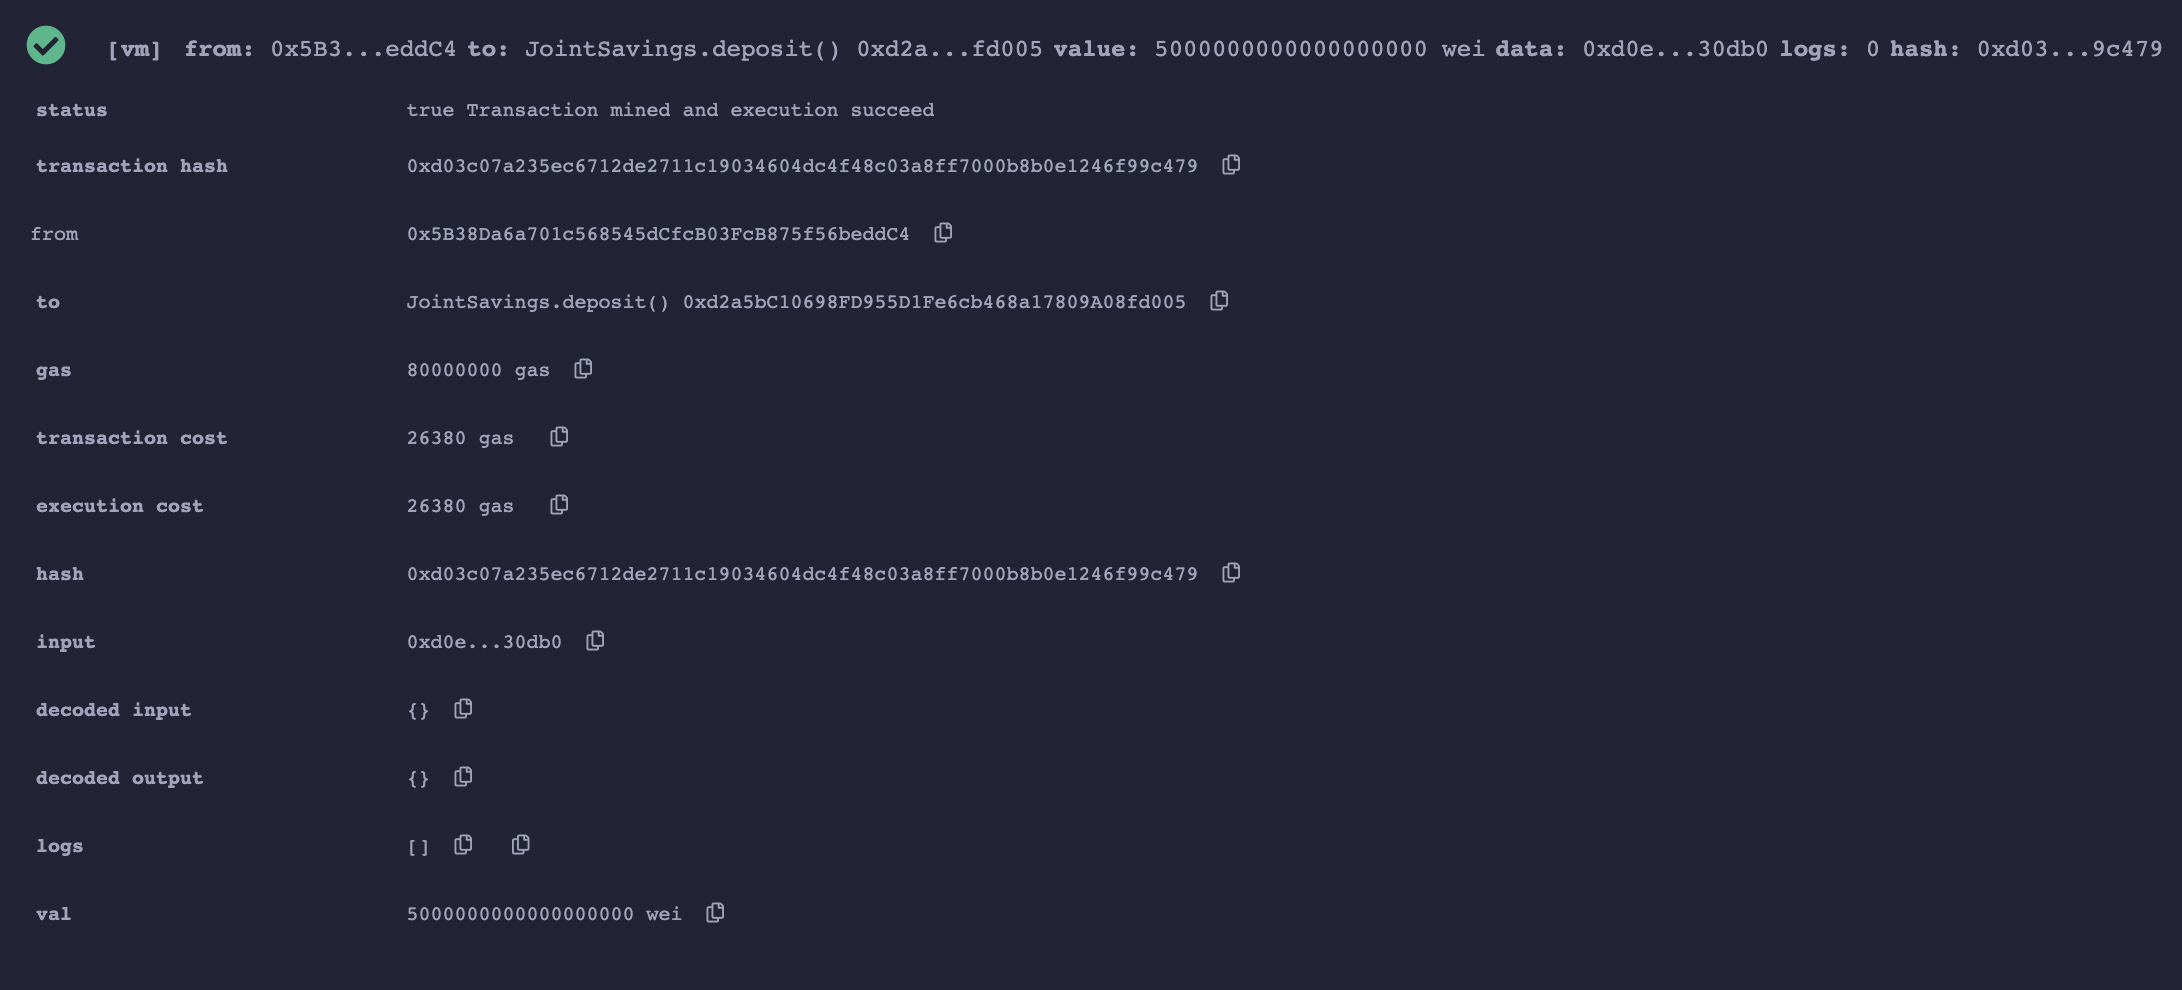 [vm] from: 0x5B3...eddC4 to: JointSavings.deposit() 0xd2a...fd005 value: 5000000000000000000 wei data: 0xd0e...30db0 logs: 0 hash: 0xd03...9c479
status true Transaction mined and execution succeed
transaction hash 0xd03c07a235ec6712de2711c19034604dc4f48c03a8ff7000b8b0e1246f99c479
from 0x5B38Da6a701c568545dCfcB03FcB875f56beddC4
to JointSavings.deposit() 0xd2a5bC10698FD955D1Fe6cb468a17809A08fd005
gas 80000000 gas
transaction cost 26380 gas
execution cost 26380 gas
hash 0xd03c07a235ec6712de2711c19034604dc4f48c03a8ff7000b8b0e1246f99c479
input 0xd0e...30db0
decoded input {}
decoded output {}
logs []
val 5000000000000000000 wei